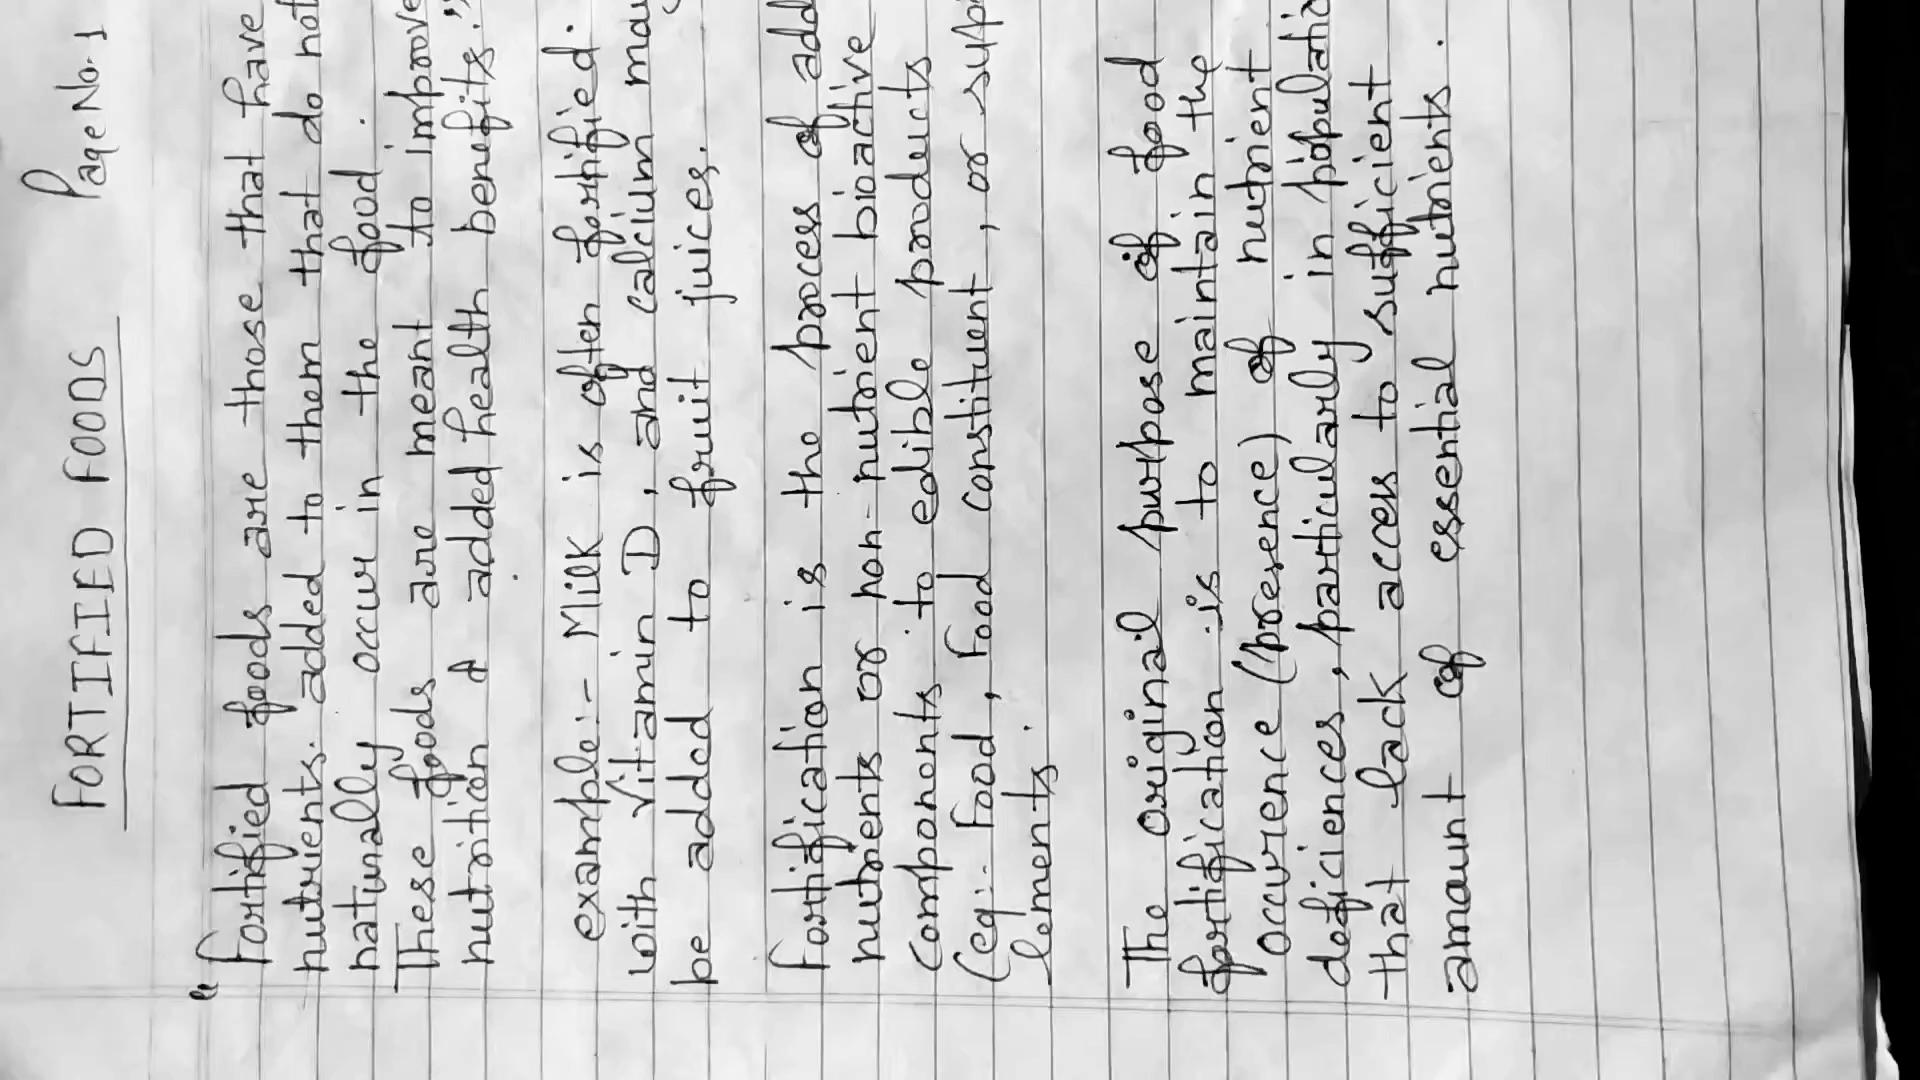 FORTIFIED FOODS Page No. 1
"Fortified foods are those that have
nutrients. added to them that do not
naturally occur in the food.
These foods are meant to improve
nutrition & added health benefits."
example:- Milk is often fortified.
with vitamin D, and calcium may
be added to fruit juices.
Fortification is the process of add
nutrients or non-nutrient bioactive
components to edible products
(eg:- Food, Food constituent, or sup
lements.
The original purpose of food
fortification is to maintain the
occurence (presence) of nutrient
deficiences, particularly in populatio
that lack access to sufficient
amount of essential nutrients.